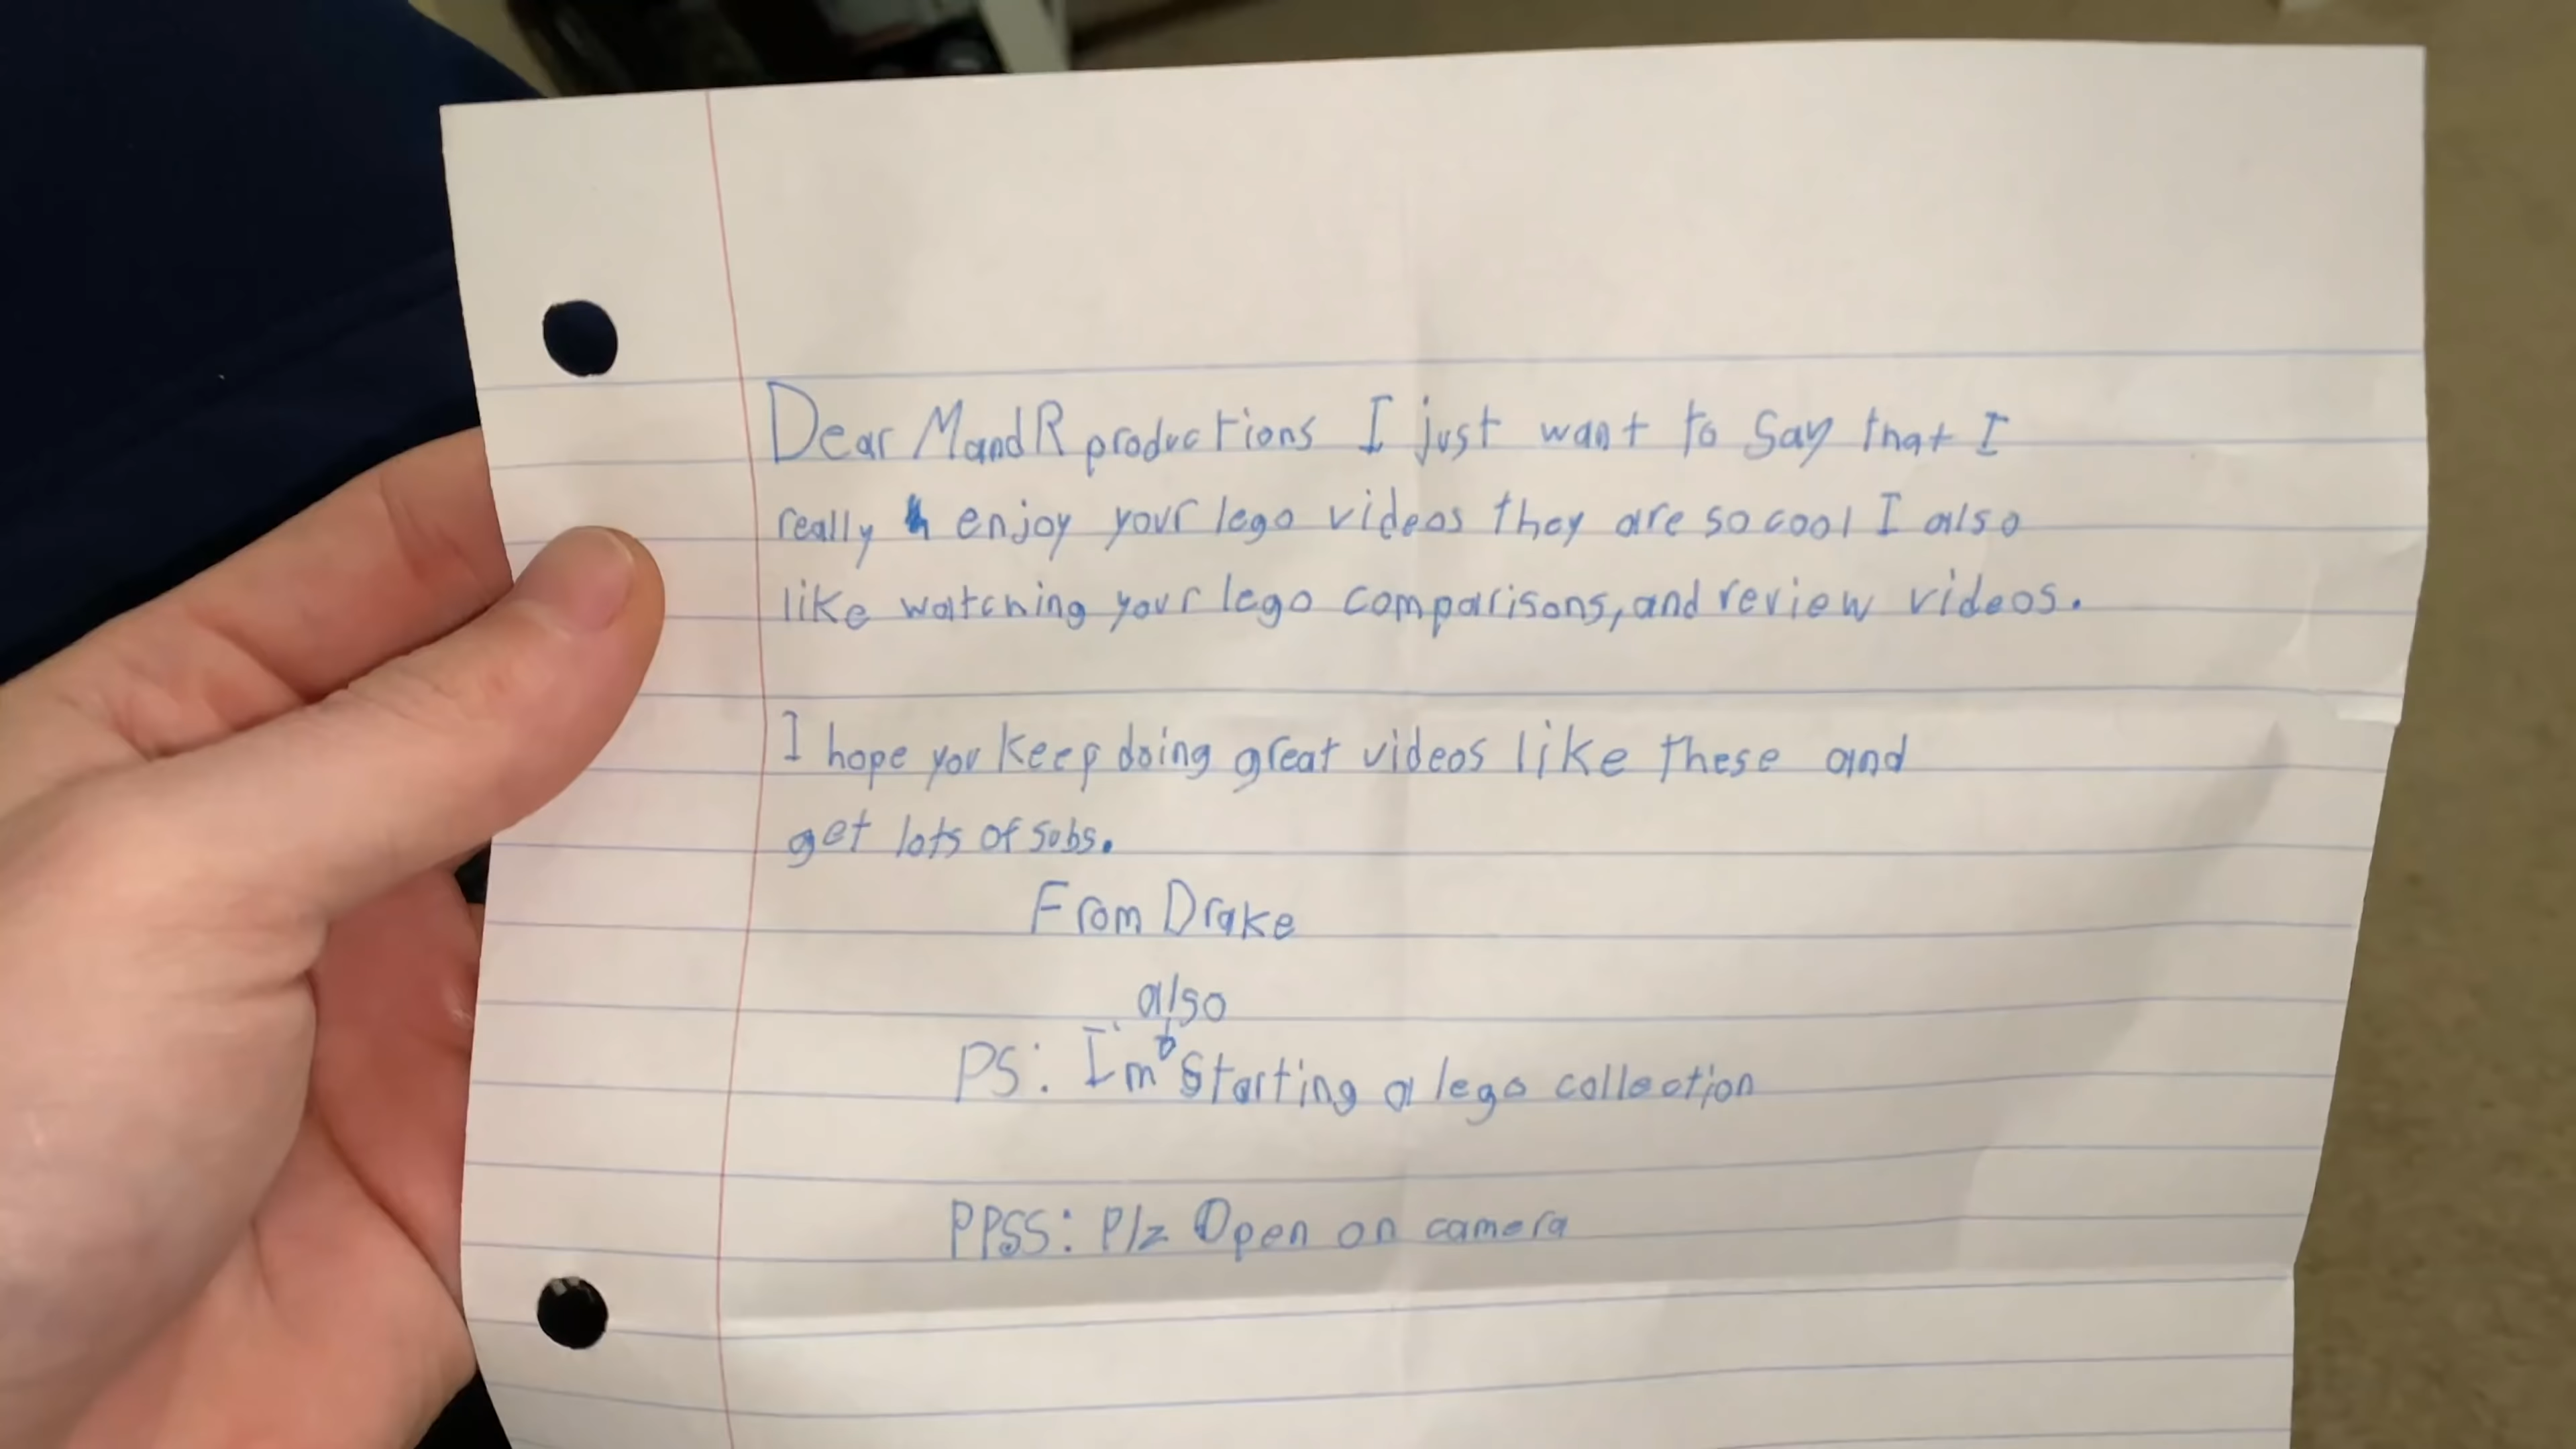 Dear MandR productions I just want to say that I
really enjoy your lego videos they are so cool I also
like watching your lego comparisons, and review videos.
I hope you keep doing great videos like these and
get lots of subs.
From Drake
also
PS: I'm starting a lego collection
PPSS: Plz Open on camera